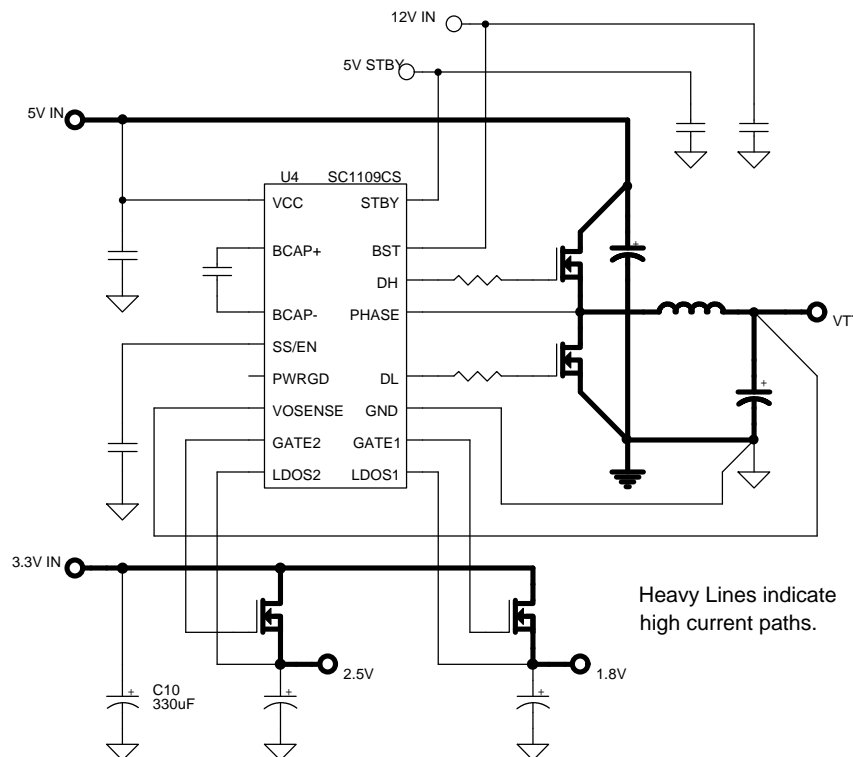 12V IN
5V STBY
5V IN
U4 SC1109CS
VCC STBY
BCAP+ BST
DH
BCAP- PHASE
VT
SS/EN
PWRGD DL
VOSENSE GND
GATE2 GATE1
LDOS2 LDOS1
3.3V IN
Heavy Lines indicate
high current paths.
2.5V 1.8V
C10
330uF